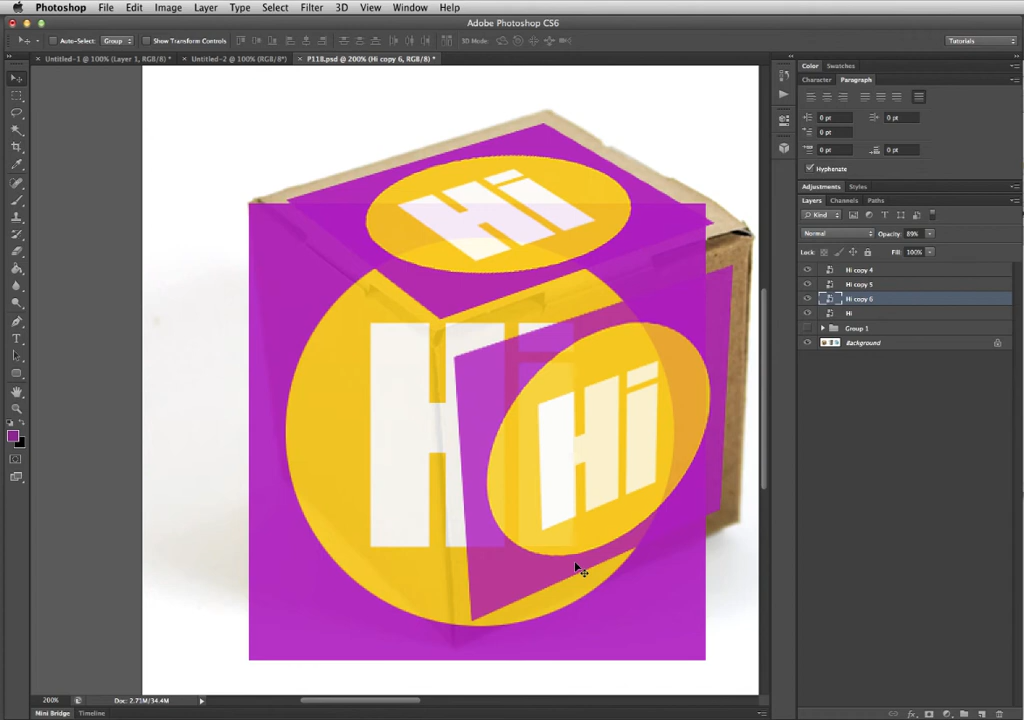 Photoshop File Edit Image Layer Type Select Filter 3D View Window Help
Adobe Photoshop CS6
Auto-Select: Group Show Transform Controls 3D Mode: Tutorials
Untitled-1 @ 100% (Layer 1, RGB/8) * Untitled-2 @ 100% (RGB/8*) P11B.psd @ 200% (Hi copy 6, RGB/8) *
Color Swatches
Character Paragraph
0 pt 0 pt
0 pt
0 pt 0 pt
Hyphenate
Adjustments Styles
Layers Channels Paths
Kind
Normal Opacity: 89%
Lock: Fill: 100%
Hi copy 4
Hi copy 5
Hi copy 6
Hi
Group 1
Background
Hi
Hi
Hi
200% Doc: 2.71M/34.4M
Mini Bridge Timeline